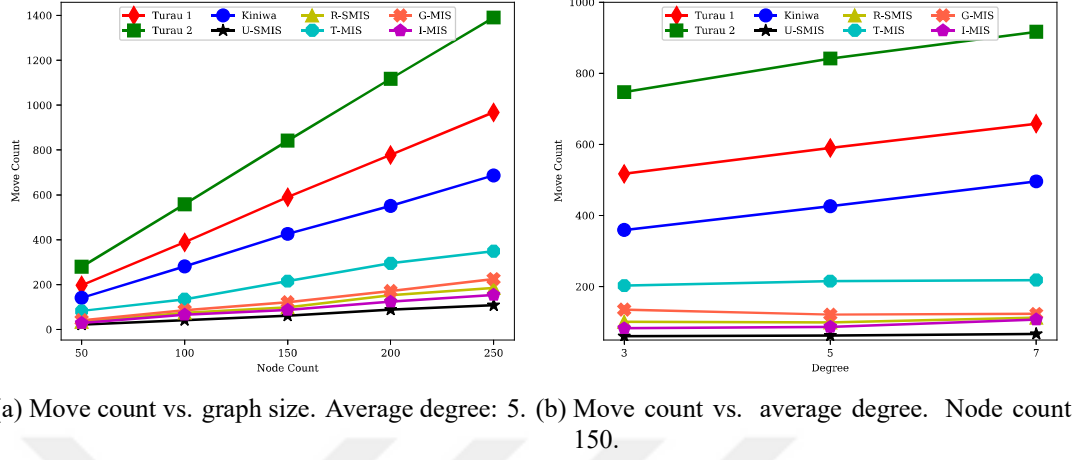 Turau 1 Kiniwa R-SMIS G-MIS
Turau 2 U-SMIS T-MIS I-MIS
1400
1200
1000
800
600
400
200
0
Move Count
50 100 150 200 250
Node Count
Turau 1 Kiniwa R-SMIS G-MIS
Turau 2 U-SMIS T-MIS I-MIS
1000
800
600
400
200
Move Count
3 5 7
Degree
a) Move count vs. graph size. Average degree: 5.
(b) Move count vs. average degree. Node count
150.